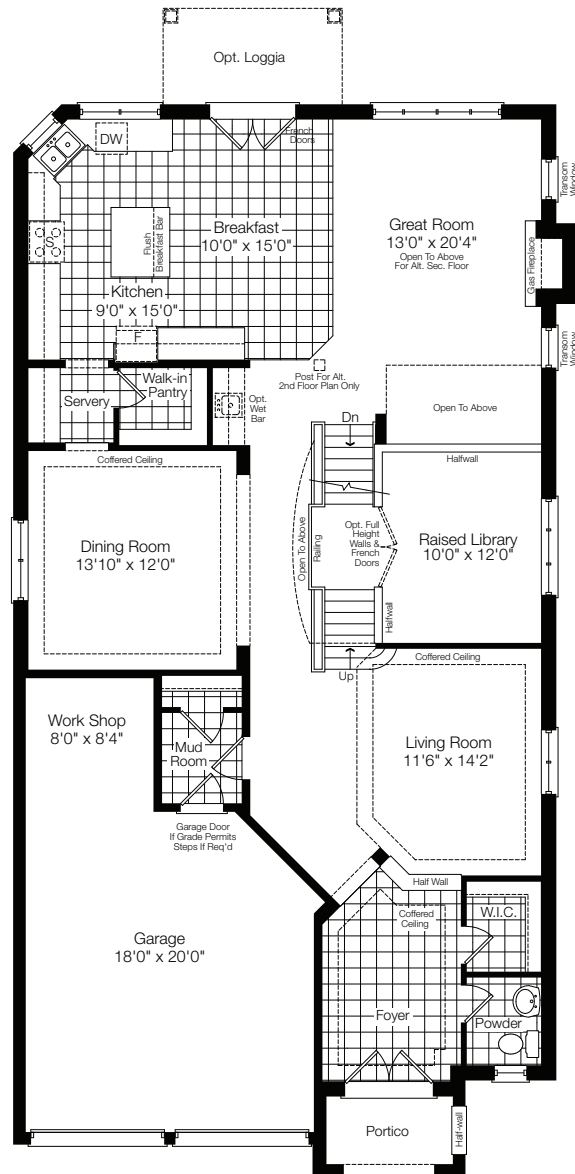 Opt. Loggia
DW
French
Doors
Transom
Window
S
Flush
Breakfast Bar
Breakfast
10'0" x 15'0"
Great Room
13'0" x 20'4"
Open To Above
For Alt. Sec. Floor
Gas Fireplace
Kitchen
9'0" x 15'0"
F
Transom
Window
Servery
Walk-in
Pantry
Opt.
Wet
Bar
Post For Alt.
2nd Floor Plan Only
Open To Above
Dn
Coffered Ceiling
Halfwall
Dining Room
13'10" x 12'0"
Open To Above
Railing
Opt. Full
Height
Walls &
French
Doors
Raised Library
10'0" x 12'0"
Halfwall
Up
Coffered Ceiling
Work Shop
8'0" x 8'4"
Mud
Room
Living Room
11'6" x 14'2"
Garage Door
If Grade Permits
Steps If Req'd
Half Wall
Coffered
Ceiling
W.I.C.
Garage
18'0" x 20'0"
Foyer
Powder
Portico
Half-wall